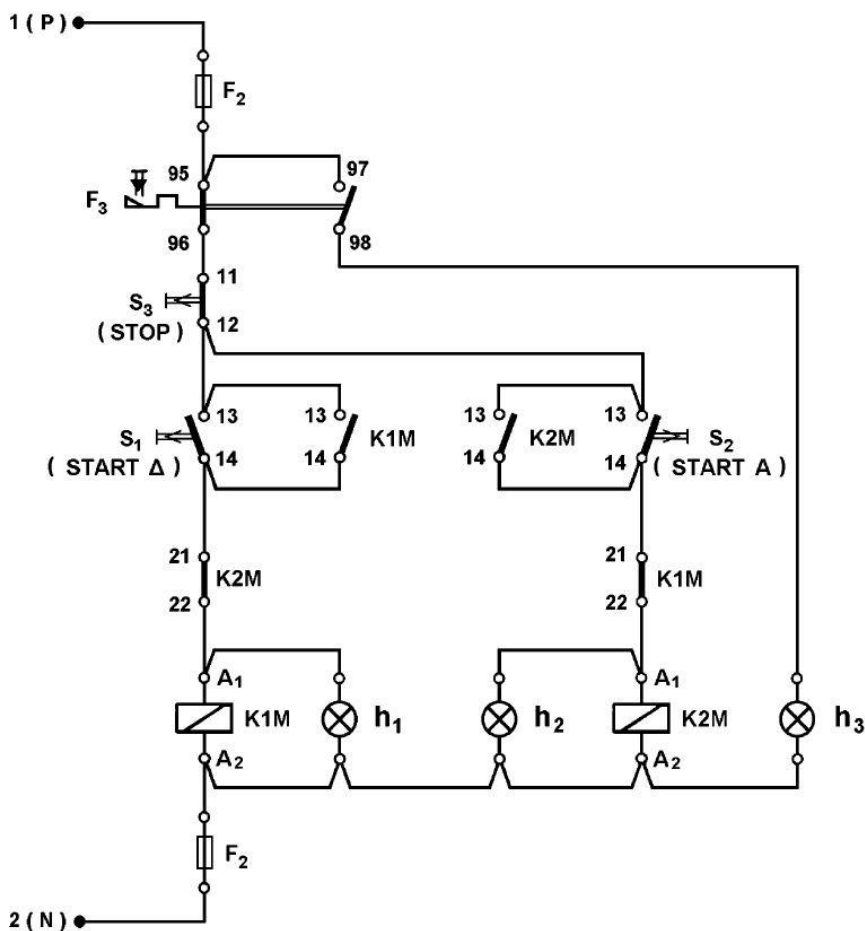 1 ( P )
F₂
95
97
F₃
96
98
11
S₃
( STOP )
12
13
13
13
13
S₁
K1M
K2M
S₂
14
14
14
14
( START Δ )
( START A )
21
21
K2M
K1M
22
22
A₁
A₁
K1M
h₁
h₂
K2M
h₃
A₂
A₂
F₂
2 ( N )